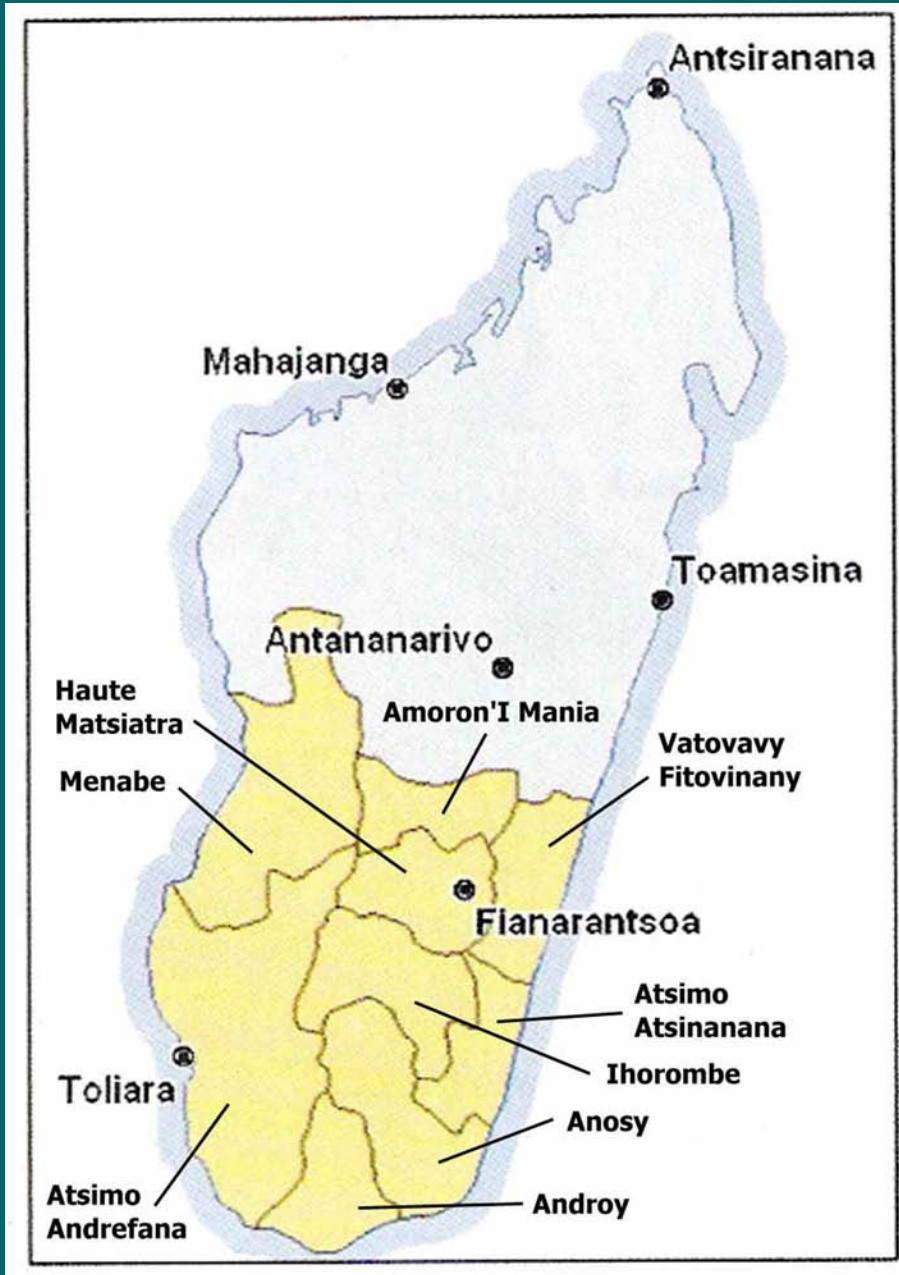 Antsiranana
Mahajanga
Toamasina
Antananarivo
Haute
Matsiatra
Amoron'I Mania
Menabe
Vatovavy
Fitovinany
Fianarantsoa
Atsimo
Atsinanana
Toliara
Ihorombe
Anosy
Atsimo
Andrefana
Androy